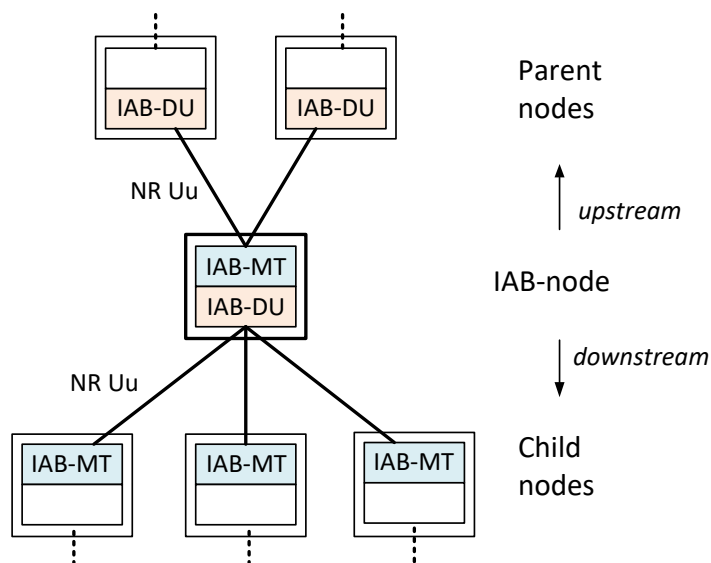 IAB-DU
IAB-DU
Parent
nodes
NR Uu
upstream
IAB-MT
IAB-DU
IAB-node
downstream
NR Uu
IAB-MT
IAB-MT
IAB-MT
Child
nodes